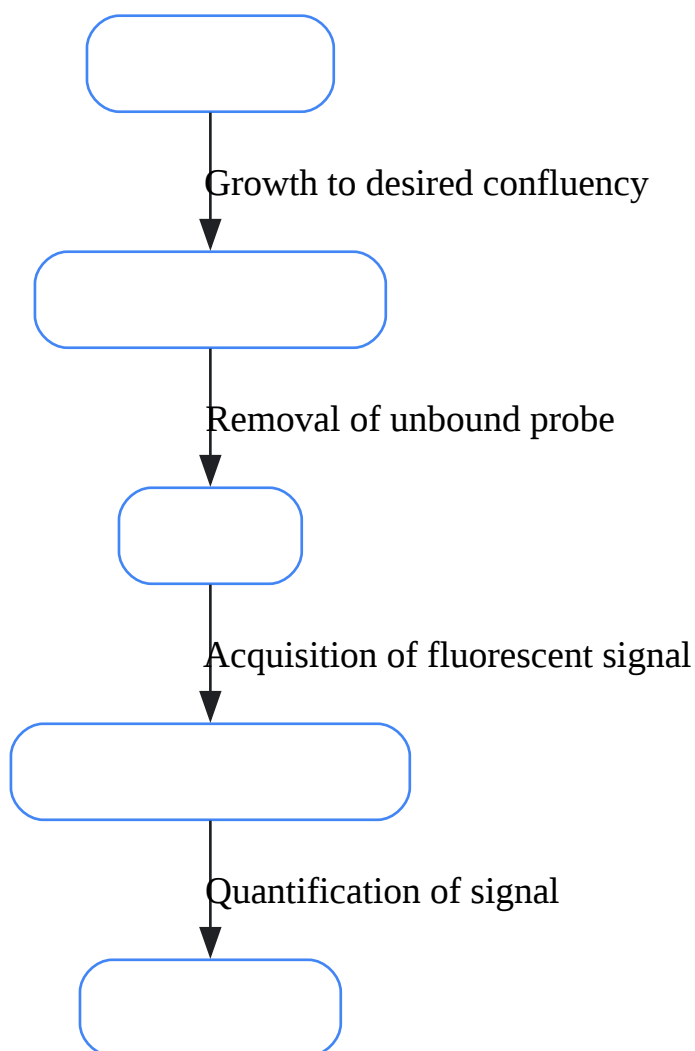 Growth to desired confluency
Removal of unbound probe
Acquisition of fluorescent signal
Quantification of signal